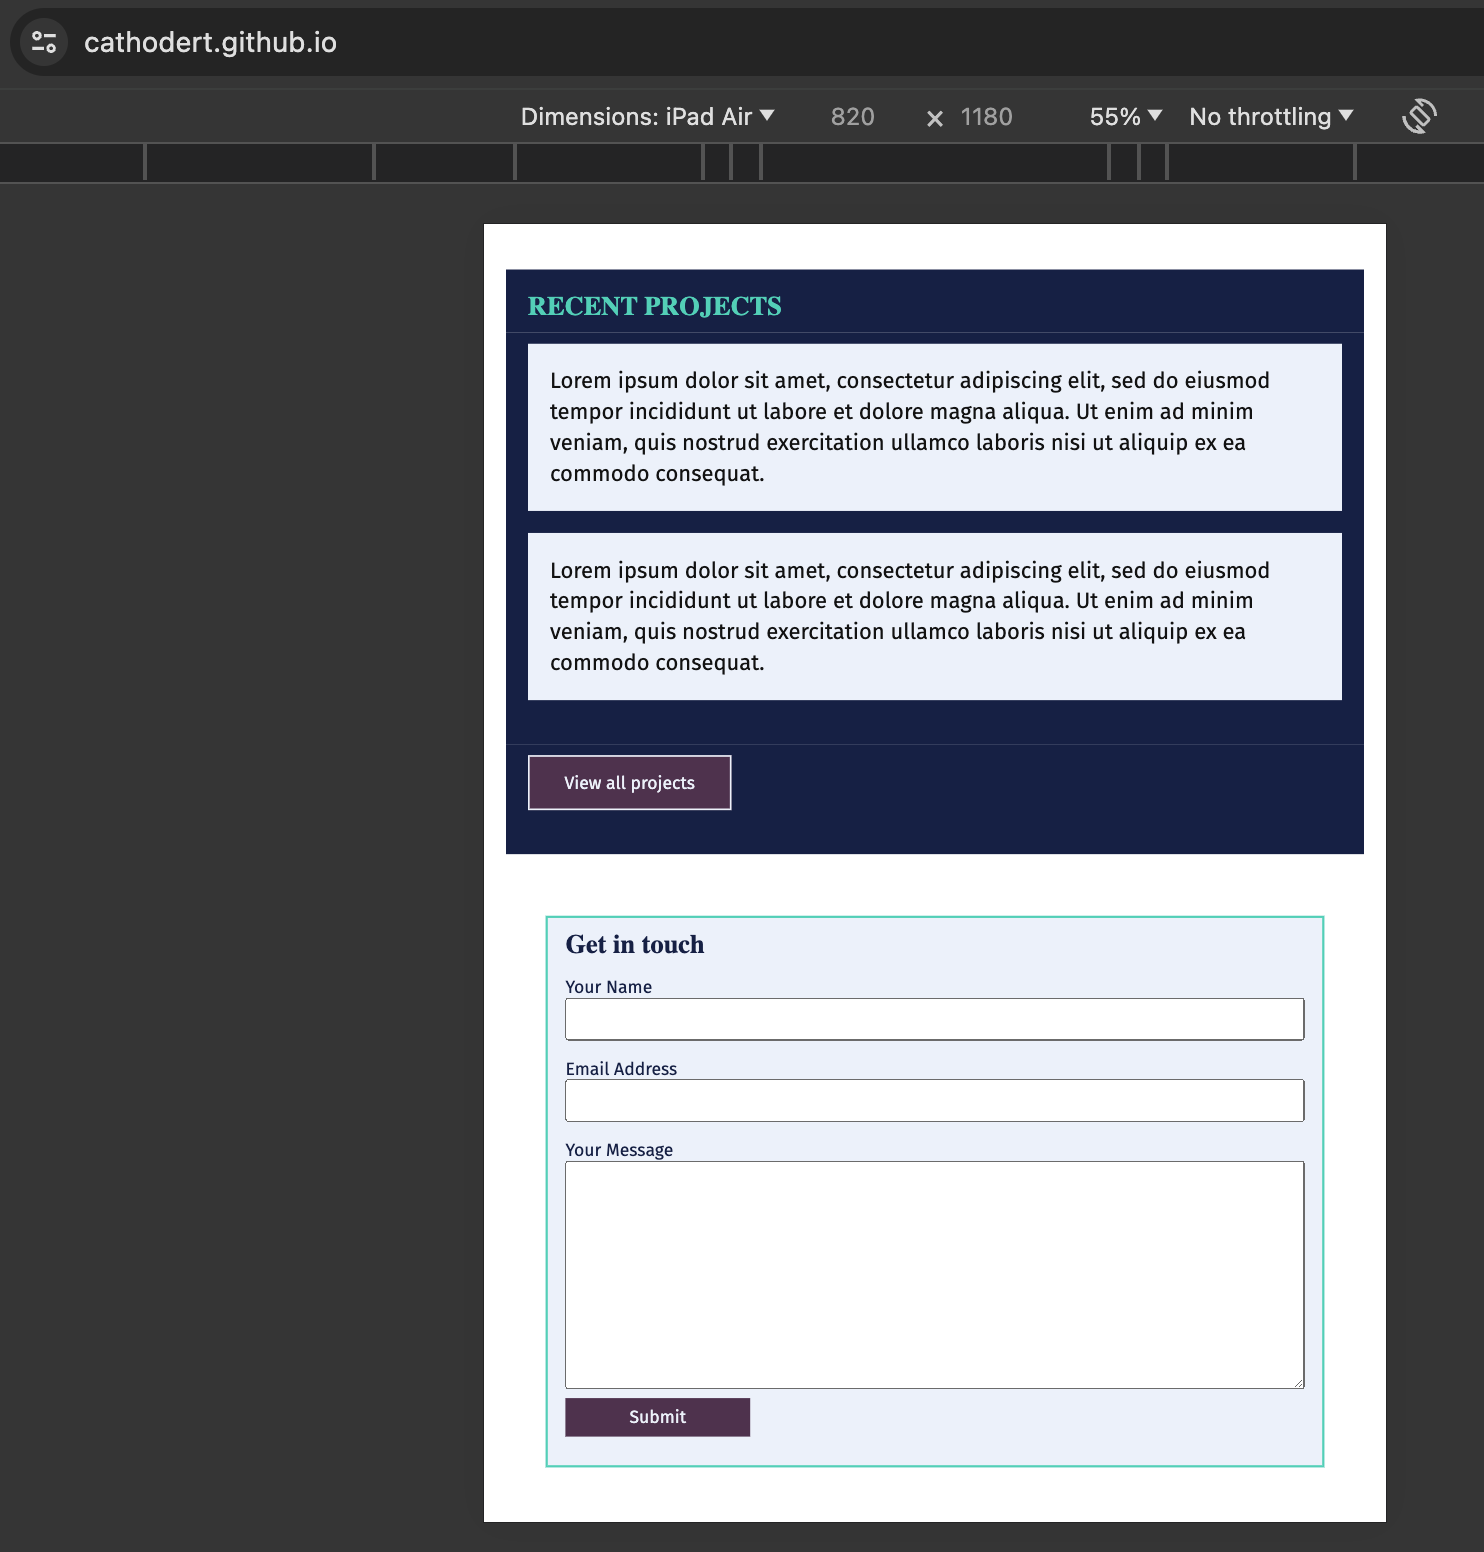 cathodert.github.io
Dimensions: iPad Air 820 × 1180 55% No throttling
RECENT PROJECTS
Lorem ipsum dolor sit amet, consectetur adipiscing elit, sed do eiusmod
tempor incididunt ut labore et dolore magna aliqua. Ut enim ad minim
veniam, quis nostrud exercitation ullamco laboris nisi ut aliquip ex ea
commodo consequat.
Lorem ipsum dolor sit amet, consectetur adipiscing elit, sed do eiusmod
tempor incididunt ut labore et dolore magna aliqua. Ut enim ad minim
veniam, quis nostrud exercitation ullamco laboris nisi ut aliquip ex ea
commodo consequat.
View all projects
Get in touch
Your Name
Email Address
Your Message
Submit